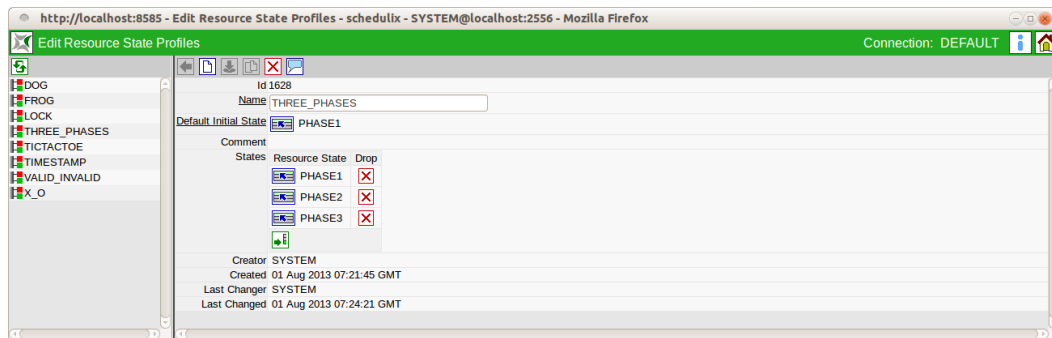 http://localhost:8585 - Edit Resource State Profiles - schedulix - SYSTEM@localhost:2556 - Mozilla Firefox
Edit Resource State Profiles
Connection: DEFAULT
DOG
FROG
LOCK
THREE_PHASES
TICTACTOE
TIMESTAMP
VALID_INVALID
X_O
Id 1628
Name THREE_PHASES
Default Initial State PHASE1
Comment
States Resource State Drop
PHASE1
PHASE2
PHASE3
Creator SYSTEM
Created 01 Aug 2013 07:21:45 GMT
Last Changer SYSTEM
Last Changed 01 Aug 2013 07:24:21 GMT